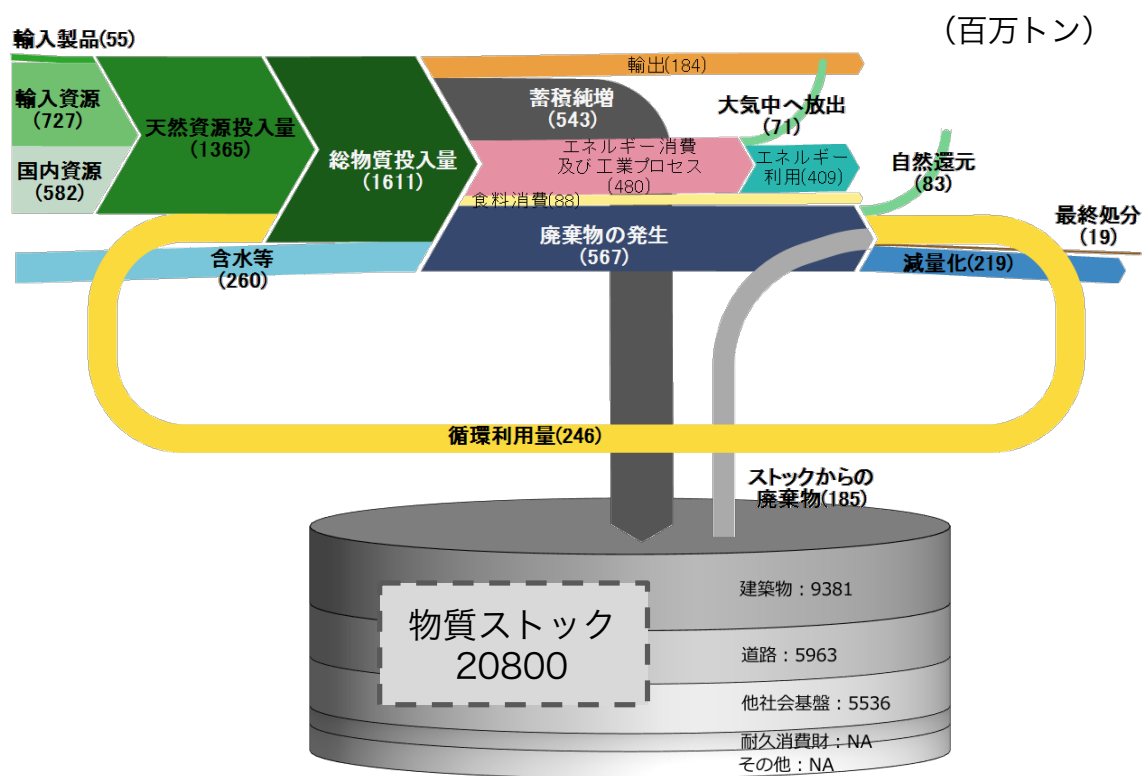 （百万トン）
輸入製品(55)
輸入資源
(727)
国内資源
(582)
天然資源投入量
(1365)
総物質投入量
(1611)
輸出(184)
蓄積純増
(543)
エネルギー消費
及び工業プロセス
(480)
食料消費(88)
廃棄物の発生
(567)
大気中へ放出
(71)
エネルギー
利用(409)
自然還元
(83)
最終処分
(19)
減量化(219)
含水等
(260)
循環利用量(246)
ストックからの
廃棄物(185)
物質ストック
20800
建築物：9381
道路：5963
他社会基盤：5536
耐久消費財：NA
その他：NA